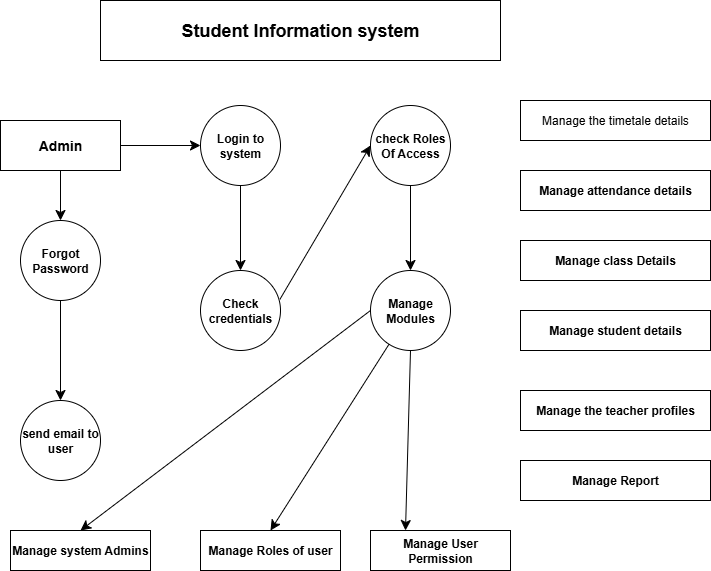 Student Information system
Admin
Login to
system
check Roles
Of Access
Manage the timetale details
Manage attendance details
Forgot
Password
Check
credentials
Manage
Modules
Manage class Details
Manage student details
Manage the teacher profiles
send email to
user
Manage Report
Manage system Admins
Manage Roles of user
Manage User
Permission